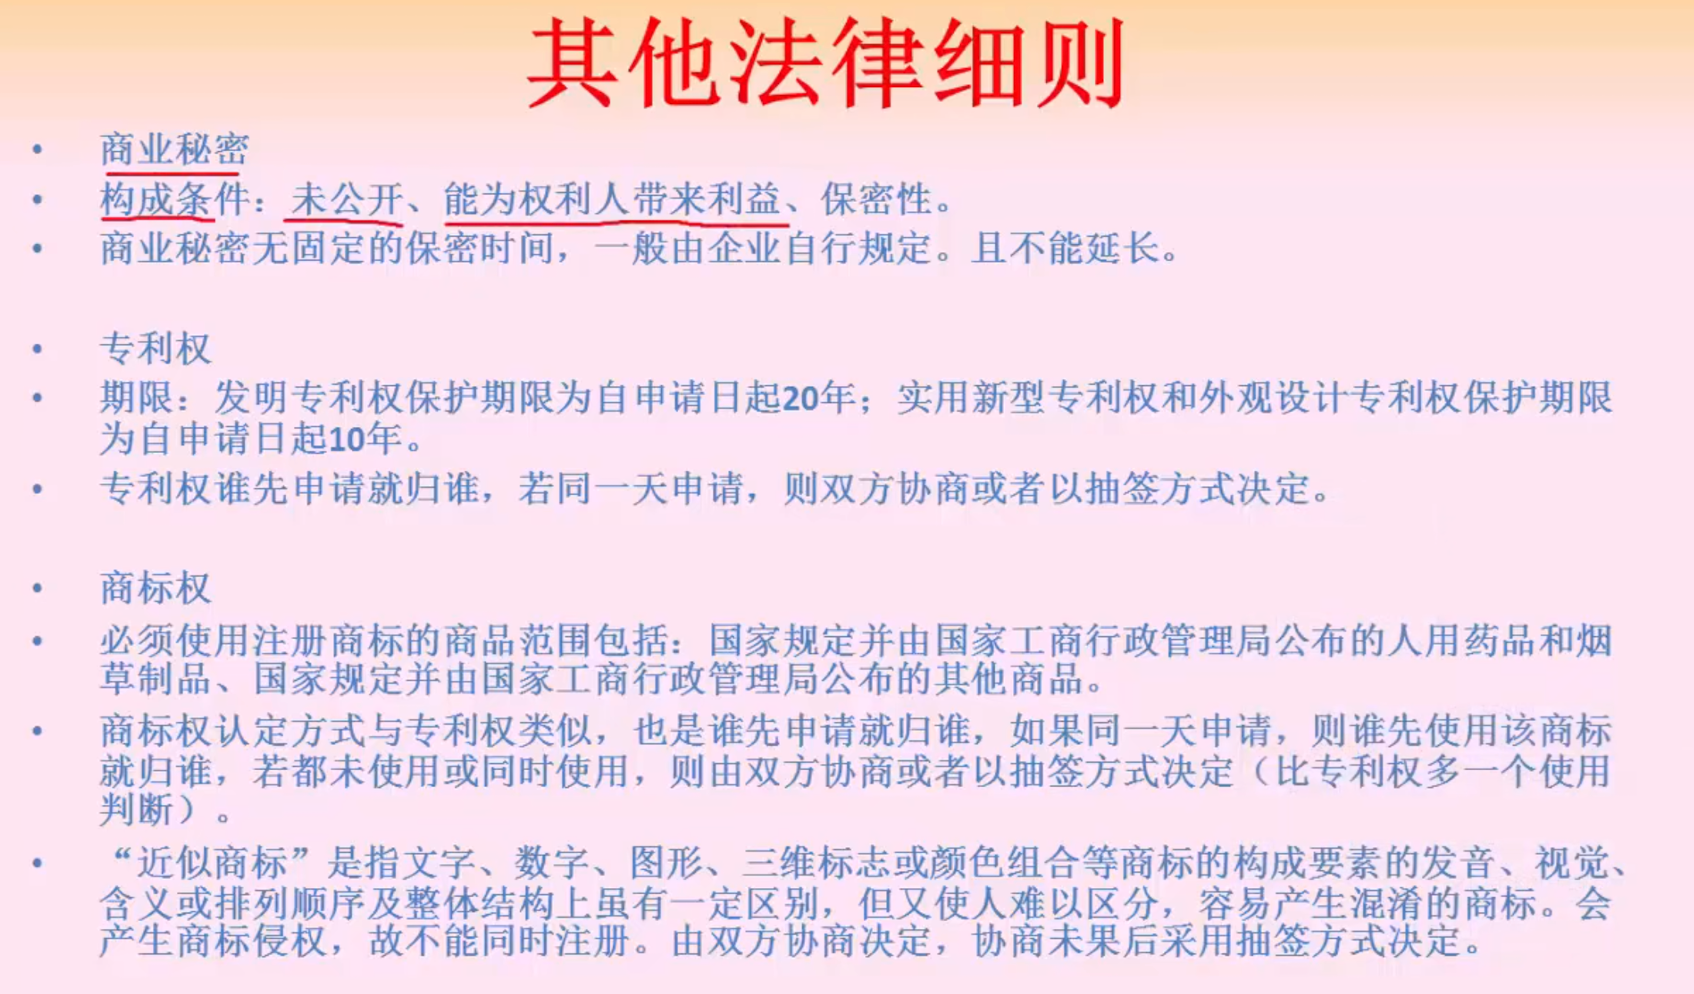 其他法律细则
• 商业秘密
• 构成条件：未公开、能为权利人带来利益、保密性。
• 商业秘密无固定的保密时间，一般由企业自行规定。且不能延长。
• 专利权
• 期限：发明专利权保护期限为自申请日起20年；实用新型专利权和外观设计专利权保护期限
为自申请日起10年。
• 专利权谁先申请就归谁，若同一天申请，则双方协商或者以抽签方式决定。
• 商标权
• 必须使用注册商标的商品范围包括：国家规定并由国家工商行政管理局公布的人用药品和烟
草制品、国家规定并由国家工商行政管理局公布的其他商品。
• 商标权认定方式与专利权类似，也是谁先申请就归谁，如果同一天申请，则谁先使用该商标
就归谁，若都未使用或同时使用，则由双方协商或者以抽签方式决定（比专利权多一个使用
判断）。
• “近似商标”是指文字、数字、图形、三维标志或颜色组合等商标的构成要素的发音、视觉、
含义或排列顺序及整体结构上虽有一定区别，但又使人难以区分，容易产生混淆的商标。会
产生商标侵权，故不能同时注册。由双方协商决定，协商未果后采用抽签方式决定。